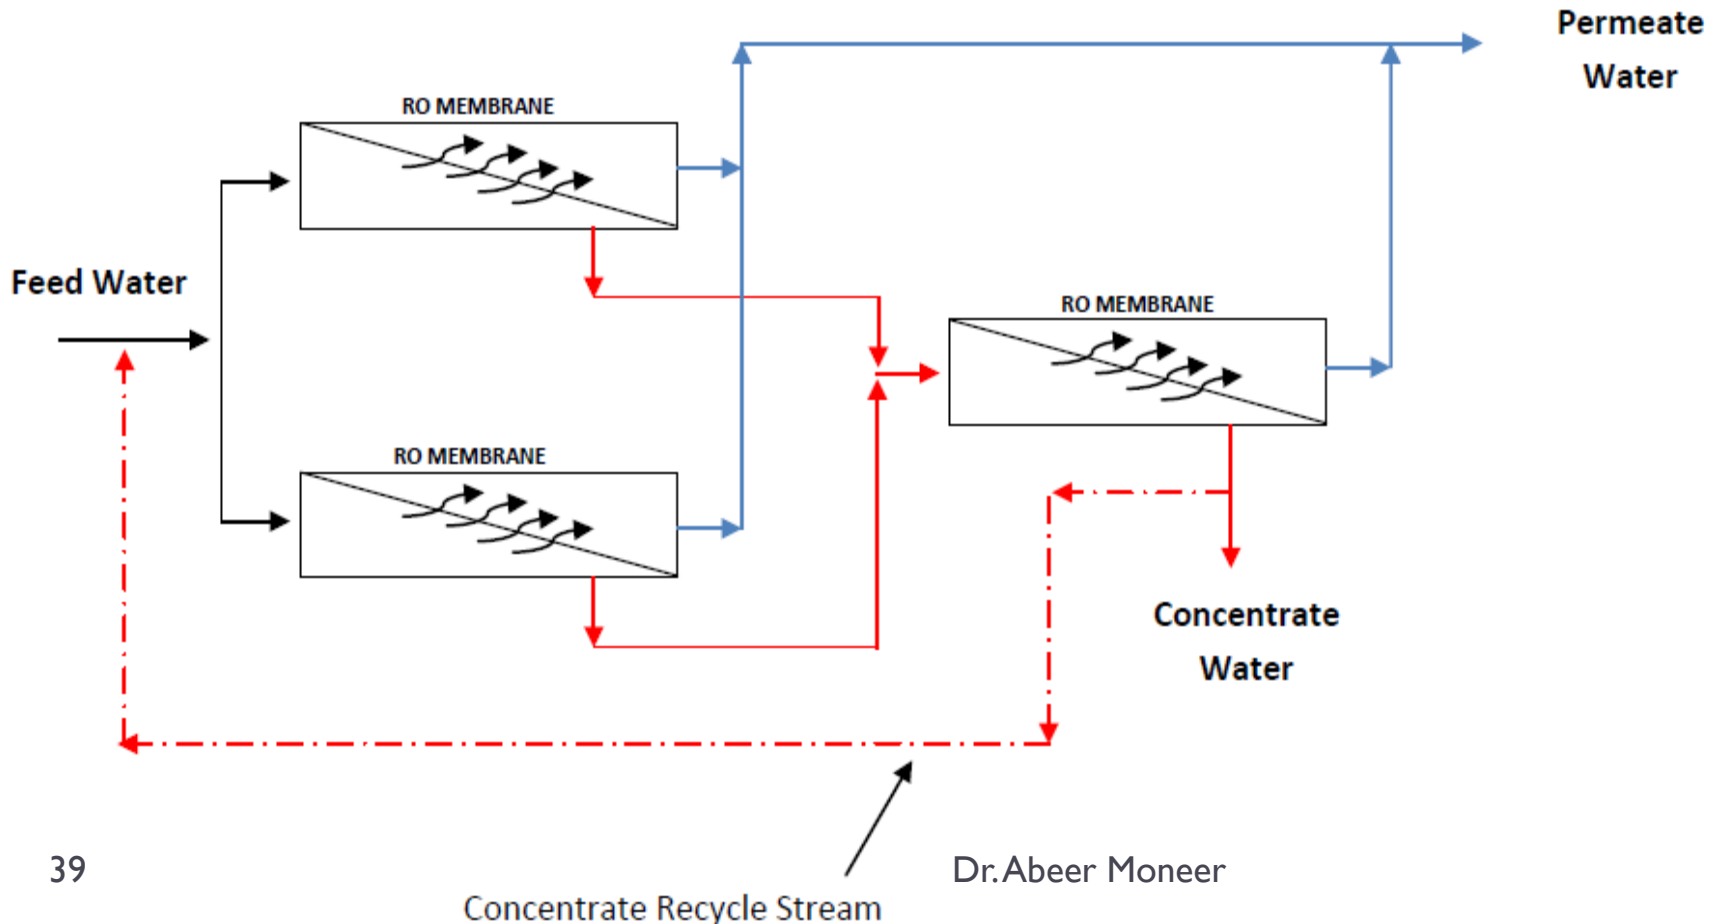 Permeate
Water
RO MEMBRANE
Feed Water
RO MEMBRANE
RO MEMBRANE
Concentrate
Water
39
Dr. Abeer Moneer
Concentrate Recycle Stream